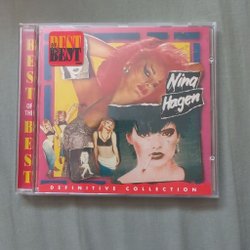 BEST
OF THE
BEST
BEST
OF THE
BEST
Nina
Hagen
DEFINITIVE COLLECTION